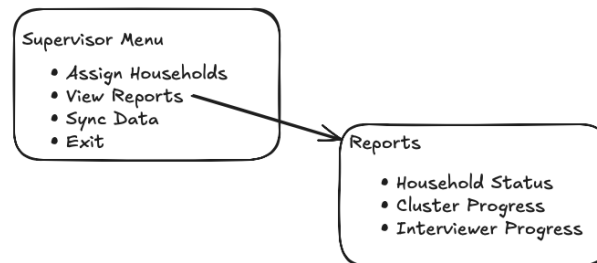 Supervisor Menu
• Assign Households
• View Reports
• Sync Data
• Exit
Reports
• Household Status
• Cluster Progress
• Interviewer Progress